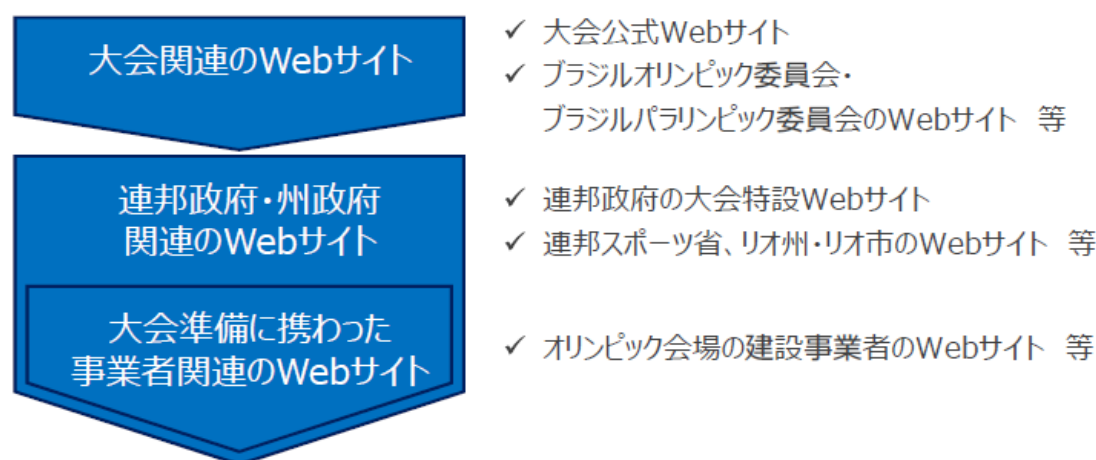 大会関連のWebサイト
✓ 大会公式Webサイト
✓ ブラジルオリンピック委員会・
ブラジルパラリンピック委員会のWebサイト 等
連邦政府・州政府
関連のWebサイト
✓ 連邦政府の大会特設Webサイト
✓ 連邦スポーツ省、リオ州・リオ市のWebサイト 等
大会準備に携わった
事業者関連のWebサイト
✓ オリンピック会場の建設事業者のWebサイト 等